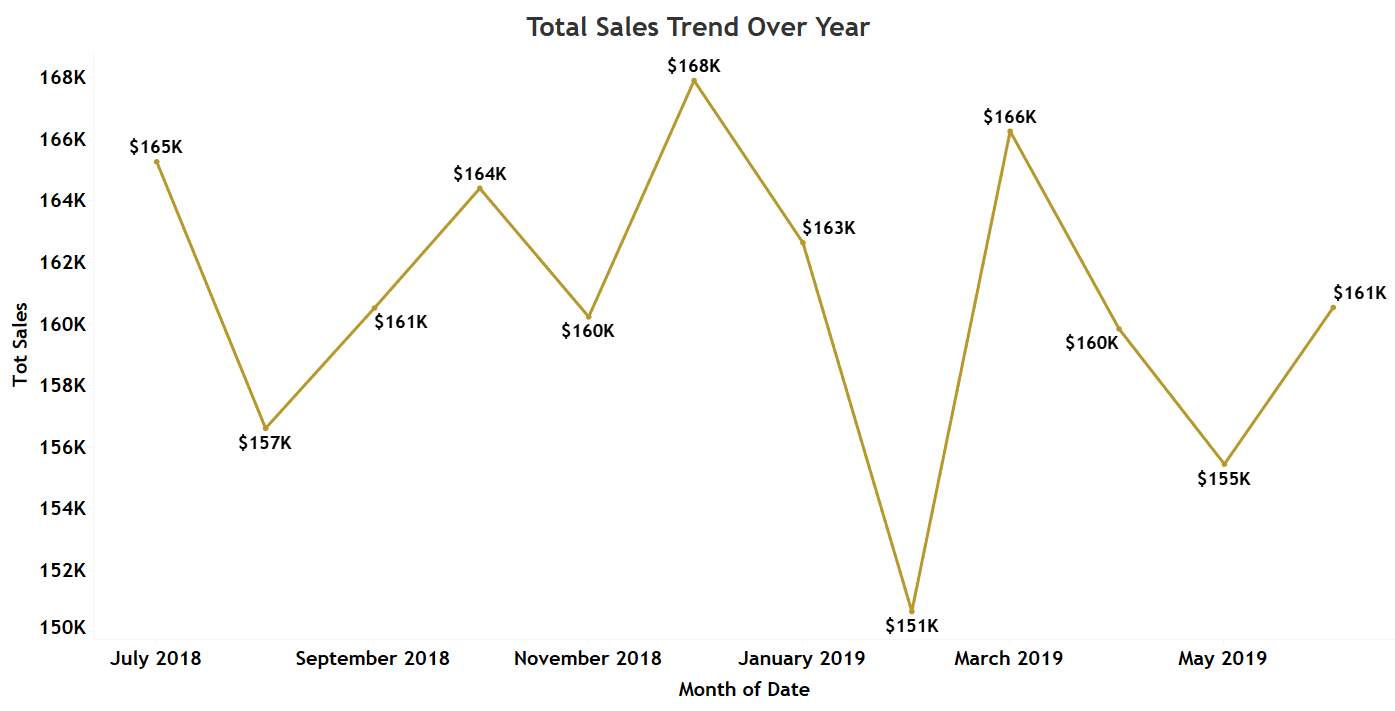 Total Sales Trend Over Year
Tot Sales
168K
166K
164K
162K
160K
158K
156K
154K
152K
150K
$165K
$157K
$161K
$164K
$160K
$168K
$163K
$151K
$166K
$160K
$155K
$161K
July 2018
September 2018
November 2018
January 2019
March 2019
May 2019
Month of Date